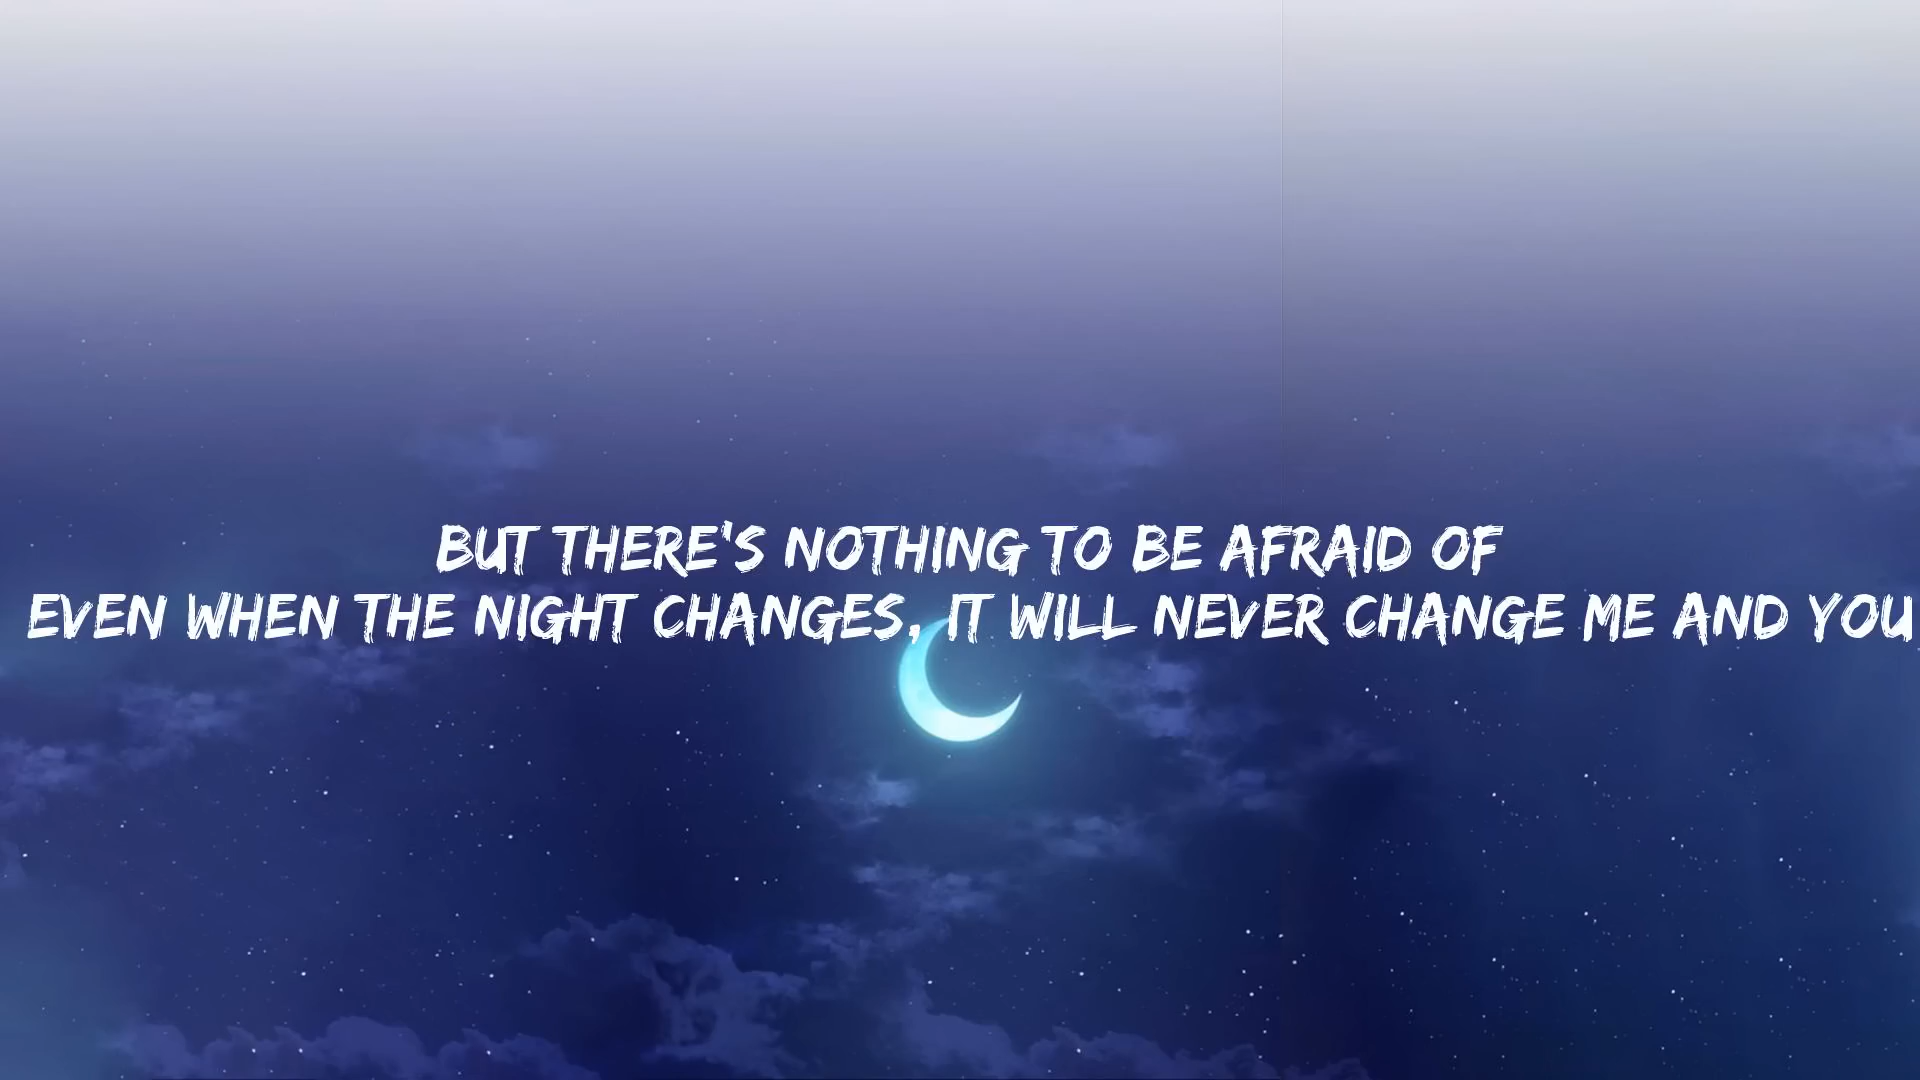 BUT THERE'S NOTHING TO BE AFRAID OF
EVEN WHEN THE NIGHT CHANGES, IT WILL NEVER CHANGE ME AND YOU